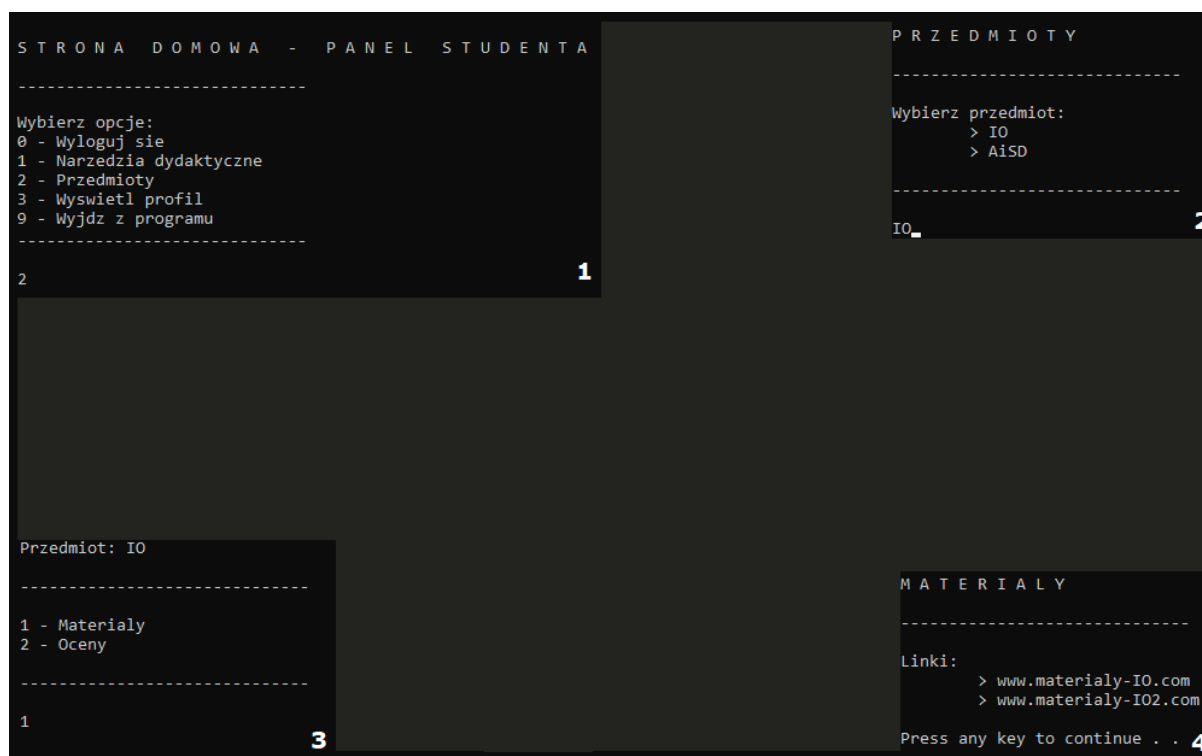 S T R O N A   D O M O W A   -   P A N E L   S T U D E N T A
------------------------------
Wybierz opcje:
0 - Wyloguj sie
1 - Narzedzia dydaktyczne
2 - Przedmioty
3 - Wyswietl profil
9 - Wyjdz z programu
------------------------------
2
1
P R Z E D M I O T Y
------------------------------
Wybierz przedmiot:
> IO
> AiSD
------------------------------
IO
2
Przedmiot: IO
------------------------------
1 - Materialy
2 - Oceny
------------------------------
1
3
M A T E R I A L Y
------------------------------
Linki:
> www.materialy-IO.com
> www.materialy-IO2.com
Press any key to continue . .
4